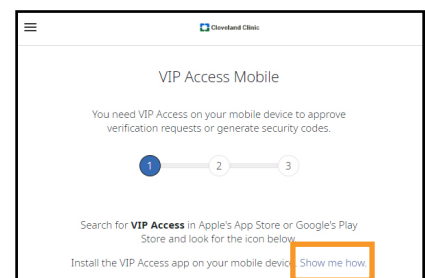 Cleveland Clinic
VIP Access Mobile
You need VIP Access on your mobile device to approve
verification requests or generate security codes.
1 2 3
Search for VIP Access in Apple's App Store or Google's Play
Store and look for the icon below
Install the VIP Access app on your mobile device. Show me how.